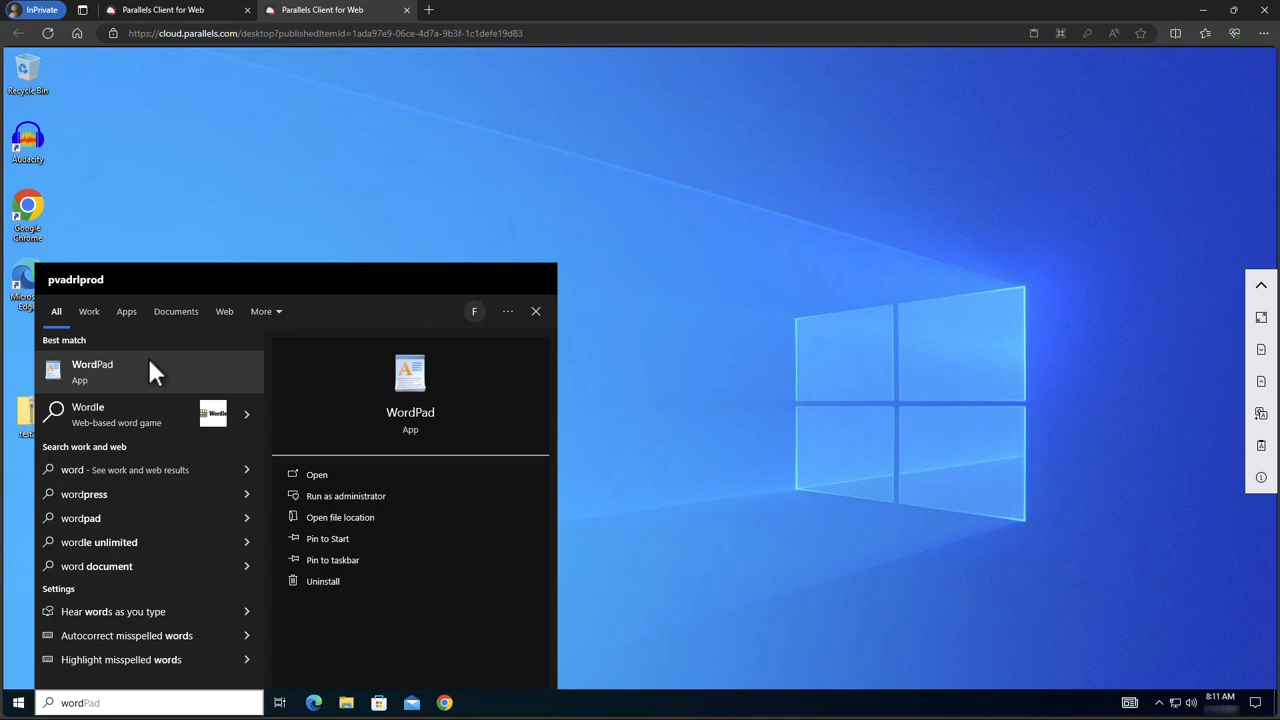 InPrivate
Parallels Client for Web
Parallels Client for Web
https://cloud.parallels.com/desktop?publishedItemId=1ada97e9-06ce-4d7a-9b3f-1c1defe19d83
Recycle Bin
Audacity
Google
Chrome
Micros
Edge
testa
pvadrlprod
All Work Apps Documents Web More F
Best match
WordPad
App
Wordle
Web-based word game
Wordle
Search work and web
word - See work and web results
wordpress
wordpad
wordle unlimited
word document
Settings
Hear words as you type
Autocorrect misspelled words
Highlight misspelled words
WordPad
App
Open
Run as administrator
Open file location
Pin to Start
Pin to taskbar
Uninstall
wordPad
8:11 AM